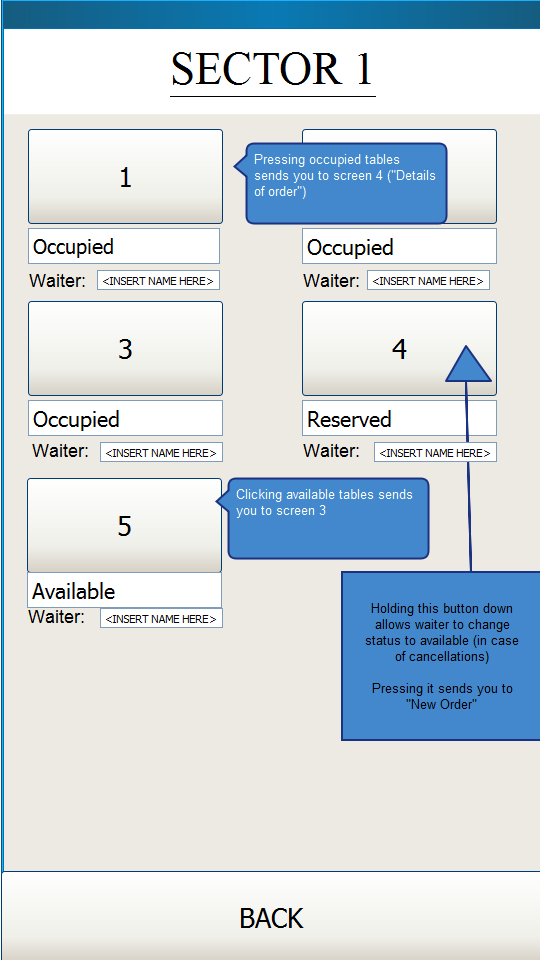 SECTOR 1
1
Pressing occupied tables
sends you to screen 4 ("Details
of order")
Occupied
Occupied
Waiter: <INSERT NAME HERE>
Waiter: <INSERT NAME HERE>
3
4
Occupied
Reserved
Waiter: <INSERT NAME HERE>
Waiter: <INSERT NAME HERE>
5
Clicking available tables sends
you to screen 3
Available
Waiter: <INSERT NAME HERE>
Holding this button down
allows waiter to change
status to available (in case
of cancellations)
Pressing it sends you to
"New Order"
BACK